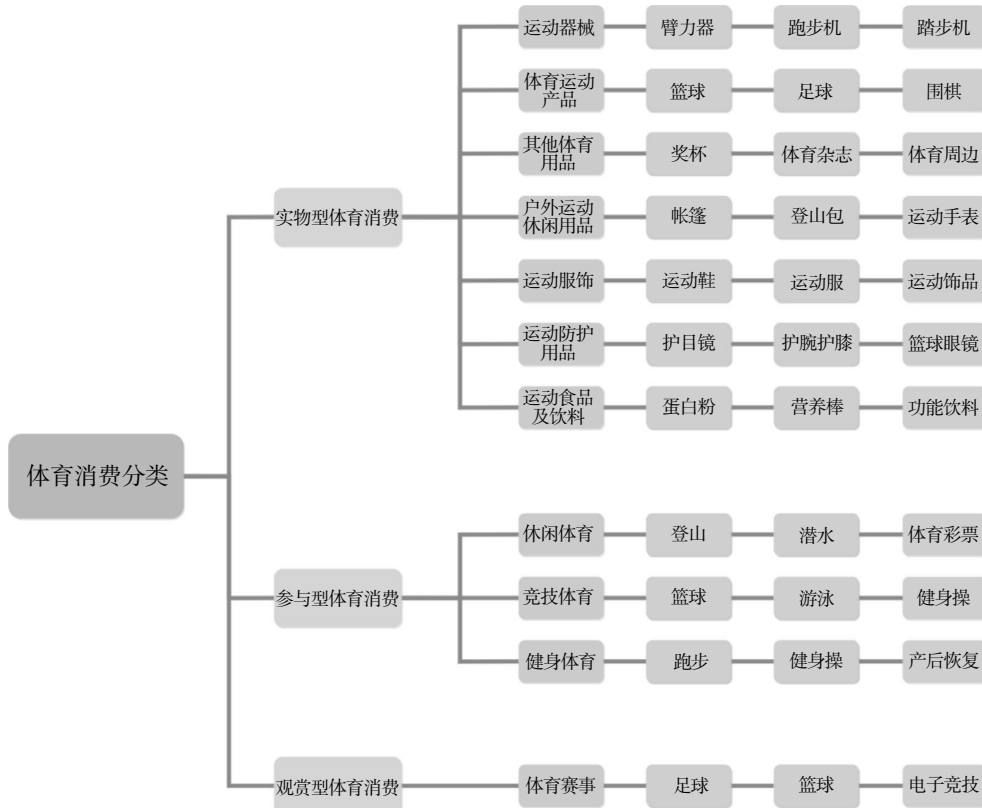 体育消费分类
实物型体育消费
运动器械
臂力器
跑步机
踏步机
体育运动
产品
篮球
足球
围棋
其他体育
用品
奖杯
体育杂志
体育周边
户外运动
休闲用品
帐篷
登山包
运动手表
运动服饰
运动鞋
运动服
运动饰品
运动防护
用品
护目镜
护腕护膝
篮球眼镜
运动食品
及饮料
蛋白粉
营养棒
功能饮料
参与型体育消费
休闲体育
登山
潜水
体育彩票
竞技体育
篮球
游泳
健身操
健身体育
跑步
健身操
产后恢复
观赏型体育消费
体育赛事
足球
篮球
电子竞技